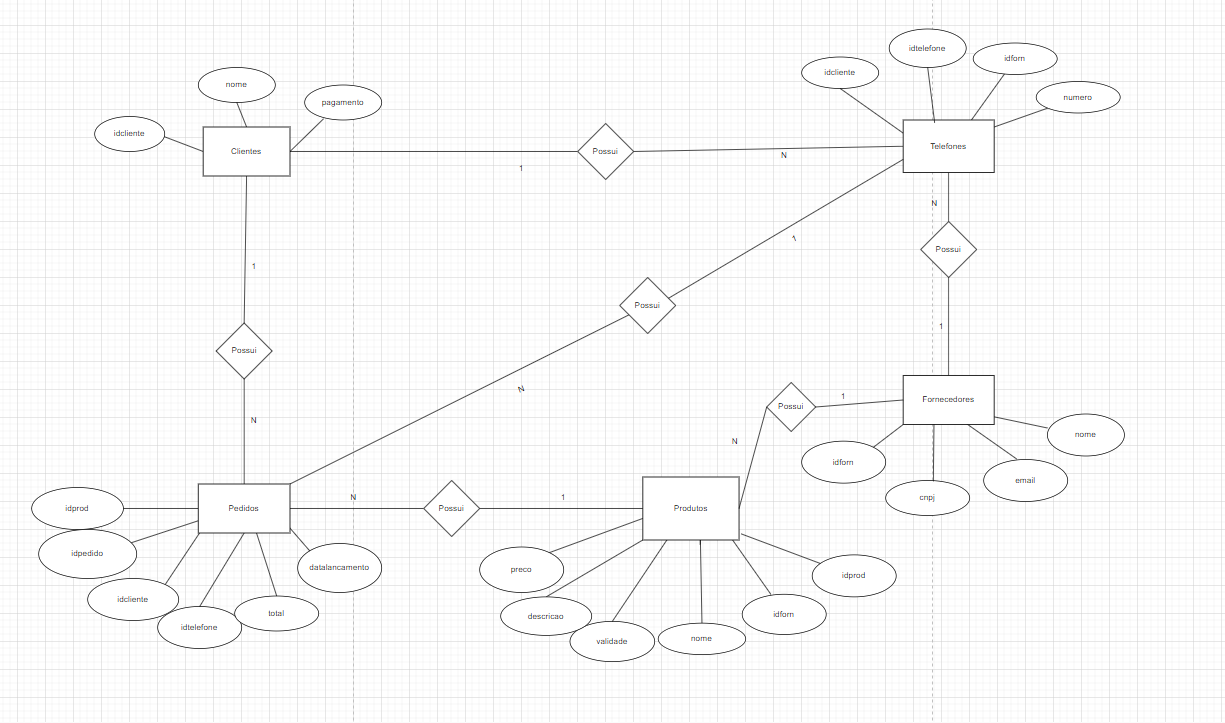 idtelefone
idforn
idcliente
nome
numero
pagamento
idcliente
Clientes
Possui
Telefones
1
N
N
1
Possui
1
Possui
1
Possui
N
N
1
Possui
Fornecedores
N
nome
idforn
email
cnpj
idprod
Pedidos
N
Possui
1
Produtos
idpedido
datalancamento
preco
idprod
idcliente
total
idtelefone
descricao
validade
nome
idforn